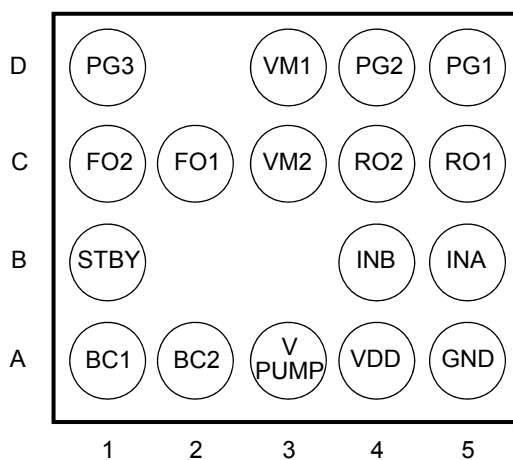 D PG3 VM1 PG2 PG1
C FO2 FO1 VM2 RO2 RO1
B STBY INB INA
A BC1 BC2 V PUMP VDD GND
1 2 3 4 5